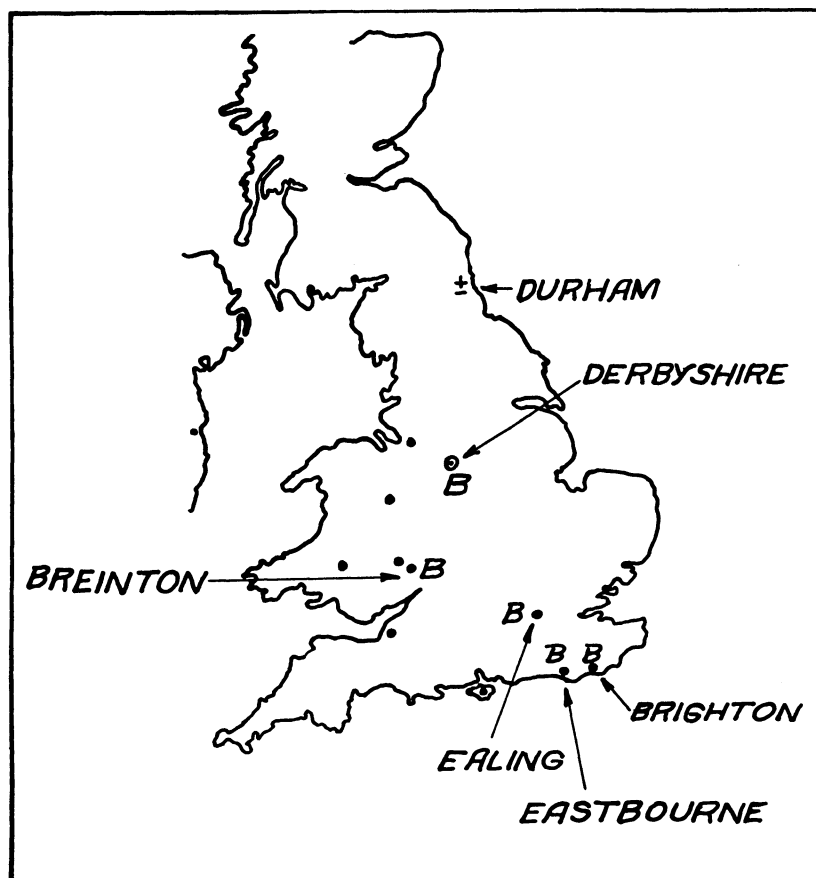 ±
DURHAM
DERBYSHIRE
B
BREINTON
B
B
B
B
BRIGHTON
EALING
EASTBOURNE